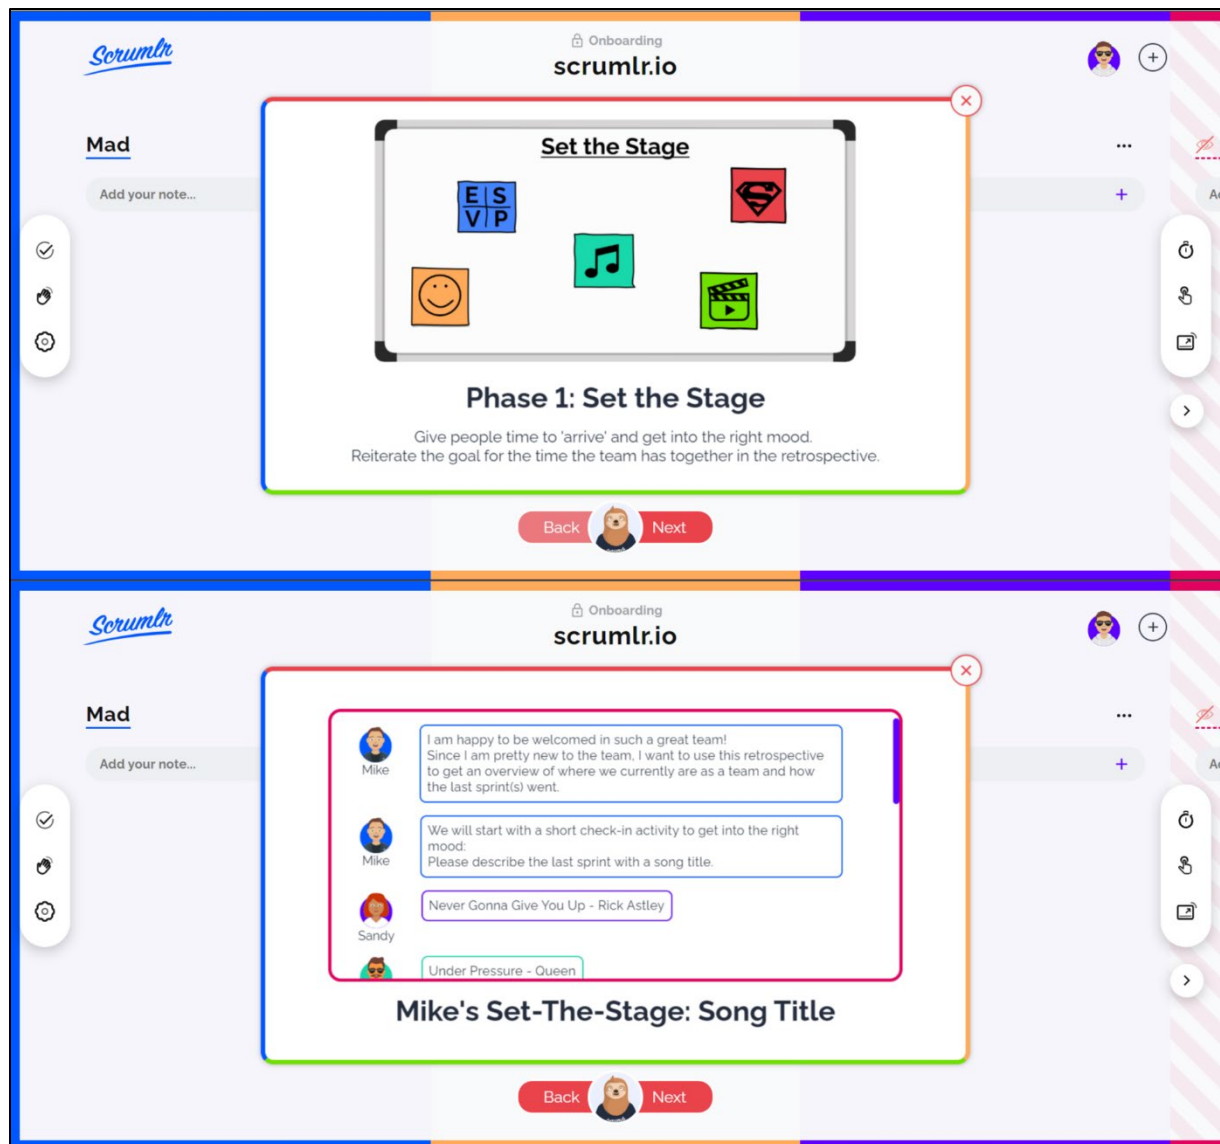 Scrumlr
Onboarding
scrumlr.io
+
Mad
...
Add your note...
+
Set the Stage
E S
V P
Phase 1: Set the Stage
Give people time to 'arrive' and get into the right mood.
Reiterate the goal for the time the team has together in the retrospective.
Back
Next
Scrumlr
Onboarding
scrumlr.io
+
Mad
...
Add your note...
+
I am happy to be welcomed in such a great team!
Since I am pretty new to the team, I want to use this retrospective
to get an overview of where we currently are as a team and how
the last sprint(s) went.
Mike
We will start with a short check-in activity to get into the right
mood:
Please describe the last sprint with a song title.
Mike
Never Gonna Give You Up - Rick Astley
Sandy
Under Pressure - Queen
Mike's Set-The-Stage: Song Title
Back
Next